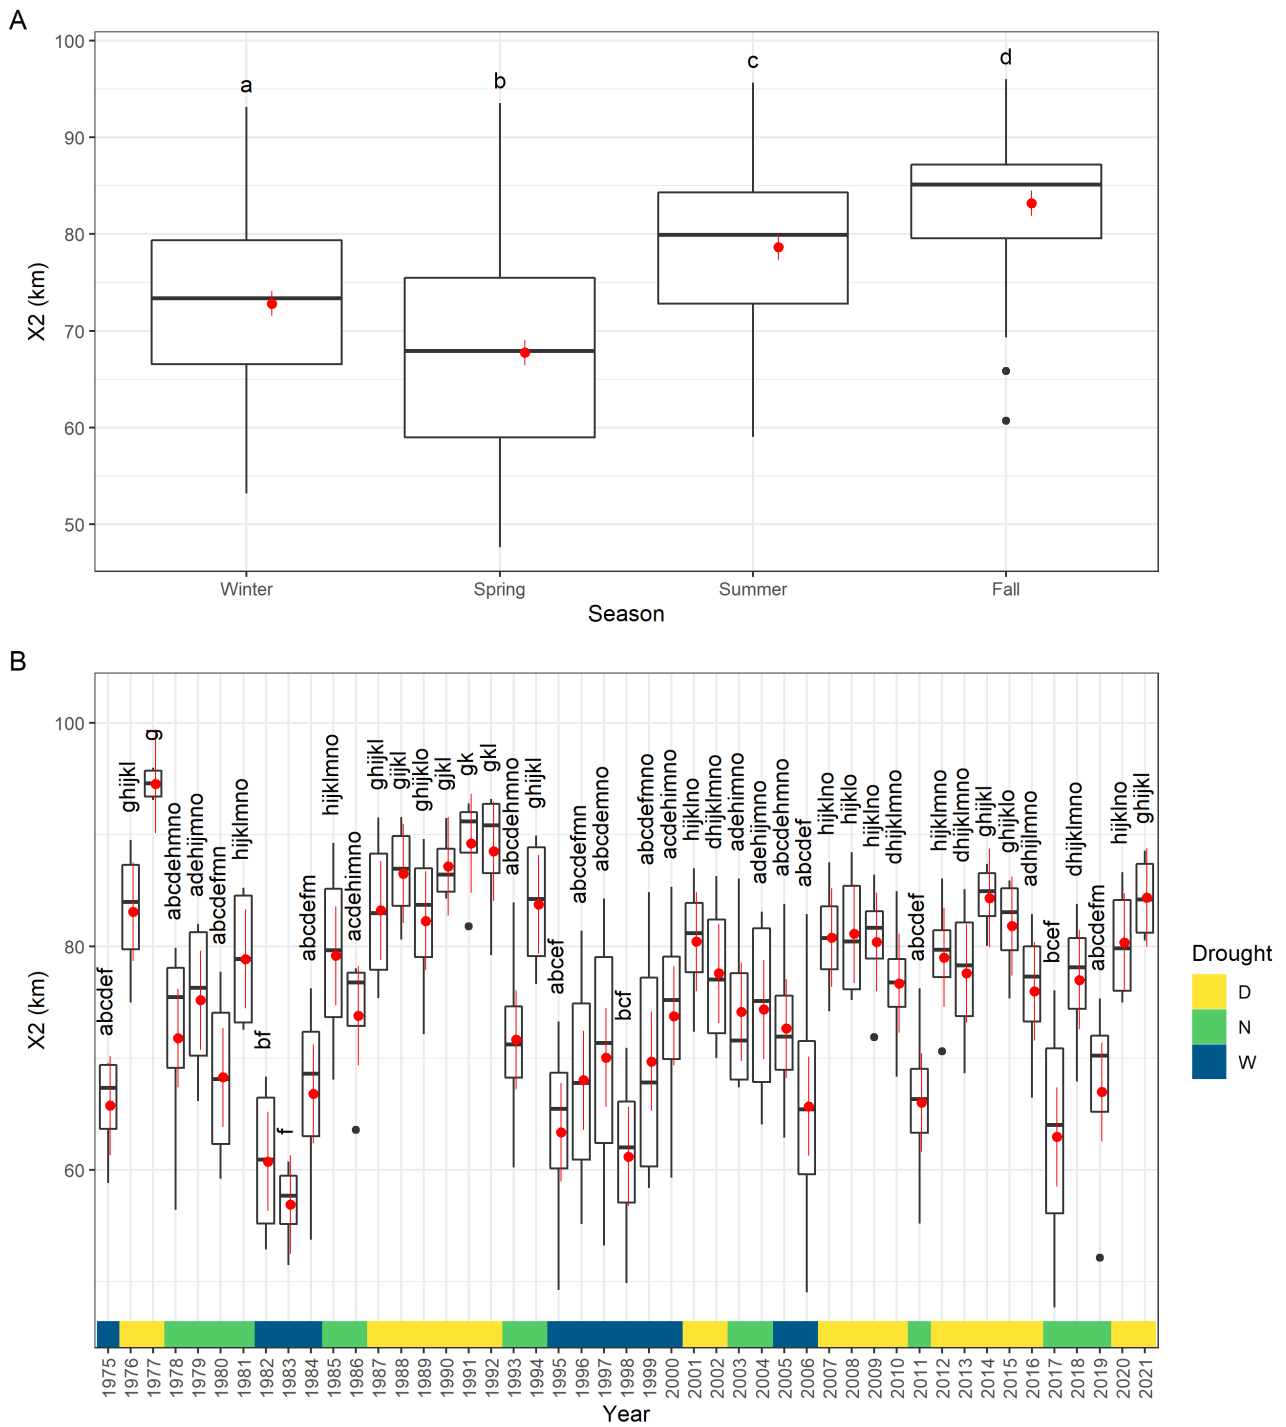 A
100
90
80
70
60
50
X2 (km)
a
b
c
d
Winter
Spring
Summer
Fall
Season
B
100
80
60
X2 (km)
abcdef
ghijkl
g
abcdehmno
adehijmno
abcdefmn
hijklmno
bf
f
abcdefm
hijklmno
acdehimno
ghijkl
gijkl
ghijklo
gjkl
gk
gkl
abcdehmno
ghijkl
abcef
abcdefmn
abcdemno
bcf
abcdefmno
acdehimno
hijklno
dhijklmno
adehimno
adehijmno
abcdehmno
abcdef
hijklno
hijklo
hijklno
dhijklmno
abcdef
hijklmno
dhijklmno
ghijkl
ghijklo
adhijlmno
bcef
dhijklmno
abcdefm
hijklno
ghijkl
1975
1976
1977
1978
1979
1980
1981
1982
1983
1984
1985
1986
1987
1988
1989
1990
1991
1992
1993
1994
1995
1996
1997
1998
1999
2000
2001
2002
2003
2004
2005
2006
2007
2008
2009
2010
2011
2012
2013
2014
2015
2016
2017
2018
2019
2020
2021
Year
Drought
D
N
W